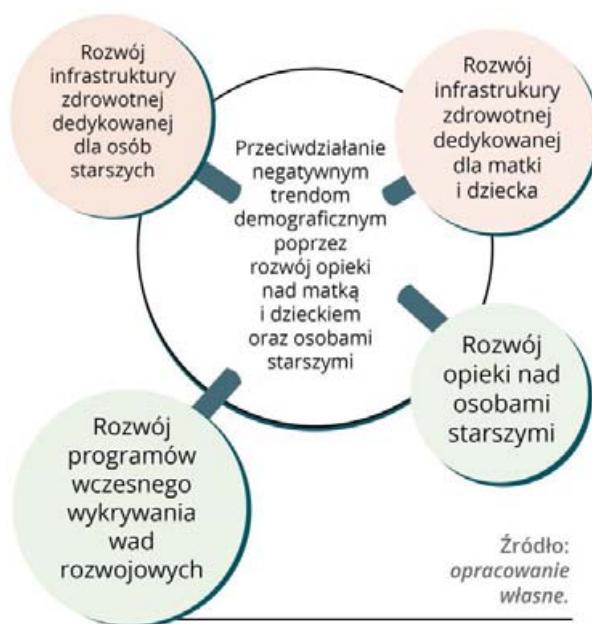 Rozwój
infrastruktury
zdrowotnej
dedykowanej
dla osób
starszych
Rozwój
infrastrukury
zdrowotnej
dedykowanej
dla matki
i dziecka
Przeciwdziałanie
negatywnym
trendom
demograficznym
poprzez
rozwój opieki
nad matką
i dzieckiem
oraz osobami
starszymi
Rozwój
opieki nad
osobami
starszymi
Rozwój
programów
wczesnego
wykrywania
wad
rozwojowych
Źródło:
opracowanie
własne.